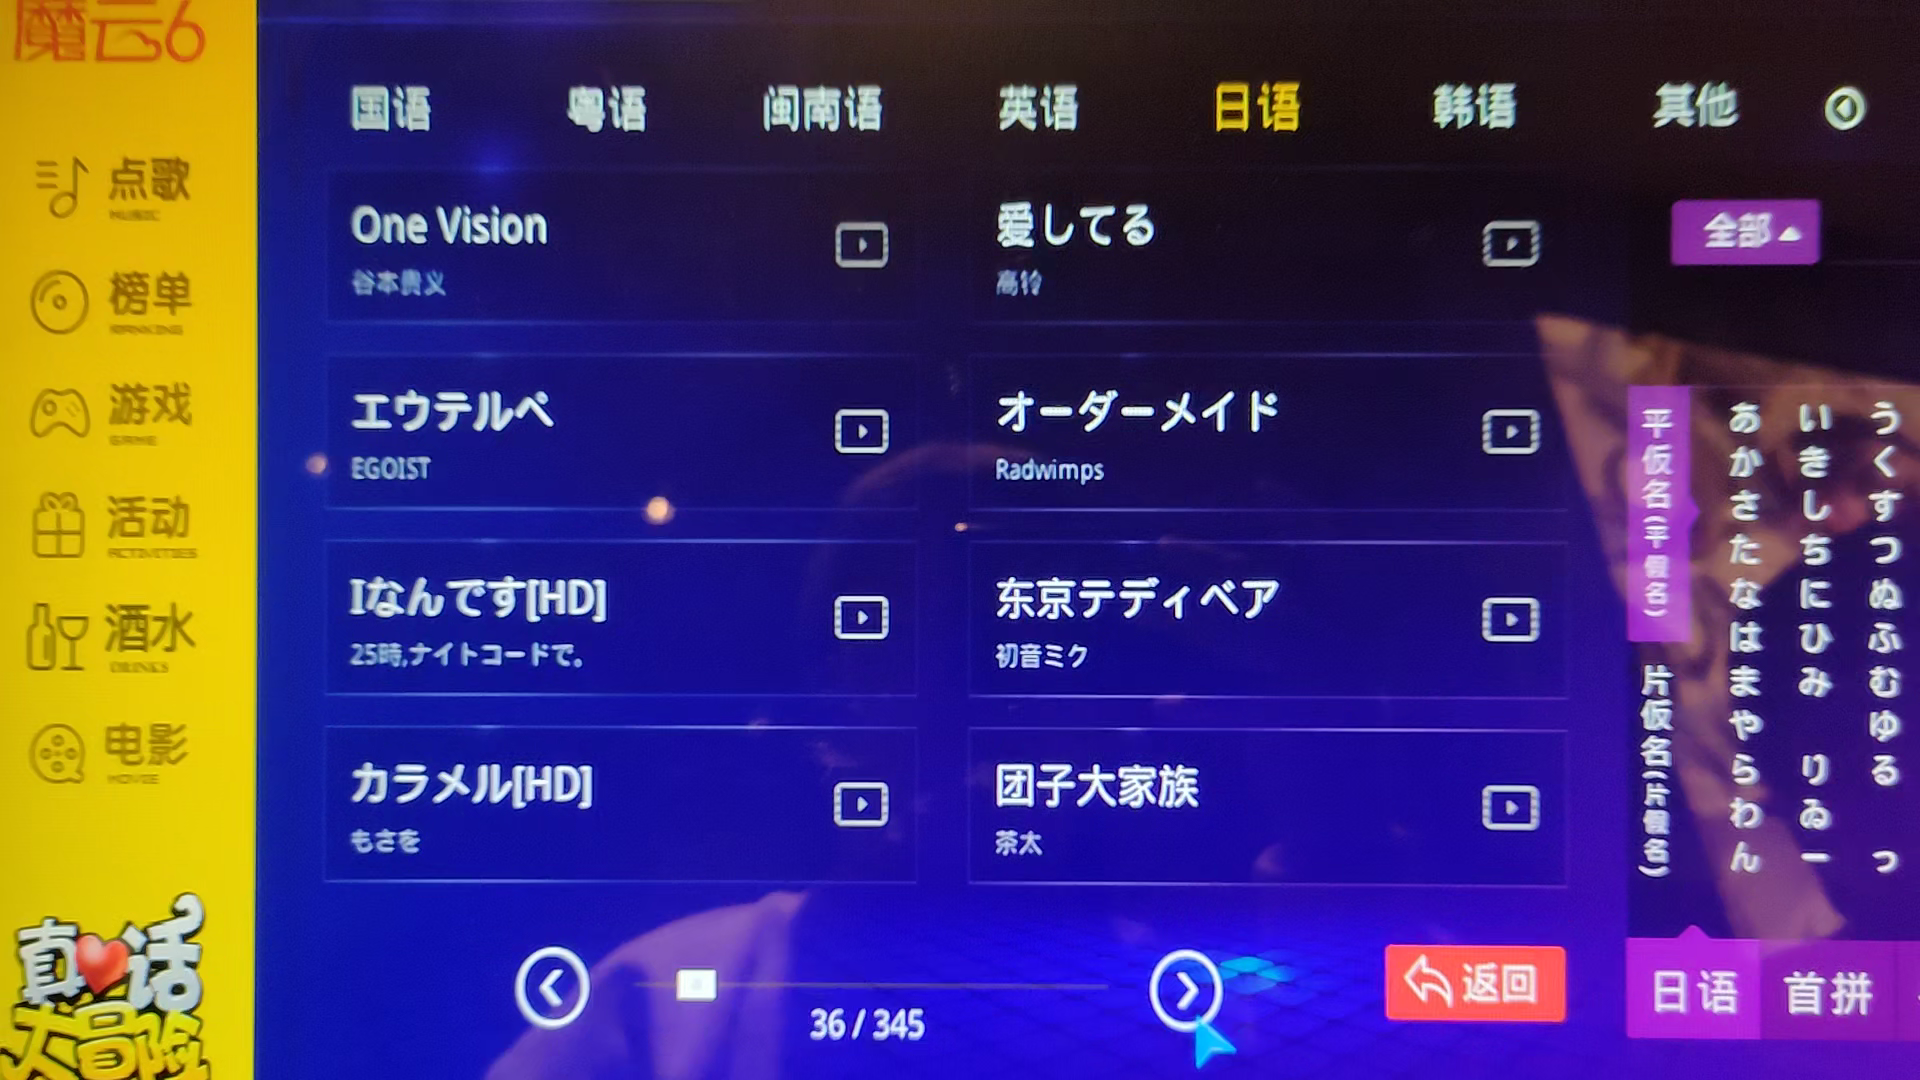 魔云6
国语 粤语 闽南语 英语 日语 韩语 其他
点歌
MUSIC
榜单
RANKING
游戏
GAME
活动
ACTIVITIES
酒水
DRINKS
电影
MOVIE
真 话
大冒险
One Vision
谷本贵义
爱してる
高铃
エウテルペ
EGOIST
オーダーメイド
Radwimps
Iなんです[HD]
25時,ナイトコードで。
东京テディベア
初音ミク
カラメル[HD]
もさを
团子大家族
茶太
36 / 345
返回
全部
平仮名(平假名)
片仮名(片假名)
あかさたなはまやらわん
いきしちにひみ りゐー
うくすつぬふむゆる っ
日语 首拼